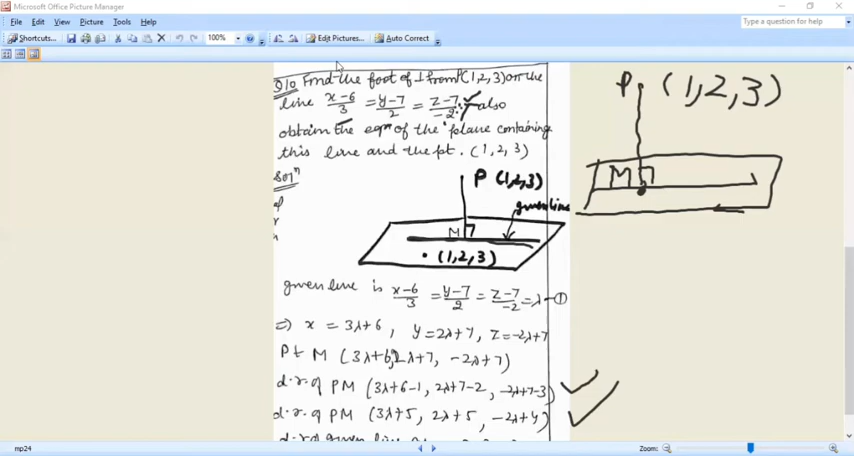 Microsoft Office Picture Manager
File Edit View Picture Tools Help
Type a question for help
Shortcuts... 100% Edit Pictures... Auto Correct
Q10 Find the foot of ⊥ from (1,2,3) on the
line x-6/3 = y-7/2 = z-7/-2 : also
obtain the eqn of the plane containing
this line and the pt. (1, 2, 3)
Solⁿ
P (1,2,3)
given line
M
. (1,2,3)
given line is x-6/3 = y-7/2 = z-7/-2 = λ —①
⇒ x = 3λ+6, y = 2λ+7, z = -2λ+7
Pt M (3λ+6, 2λ+7, -2λ+7)
d.r. of PM (3λ+6-1, 2λ+7-2, -2λ+7-3)
d.r. of PM (3λ+5, 2λ+5, -2λ+4)
P (1,2,3)
M
mp24
Zoom: